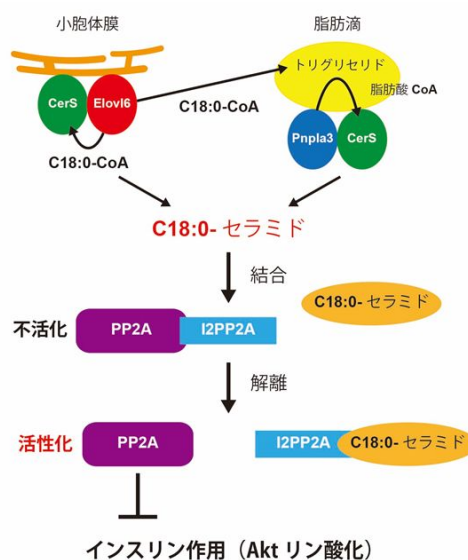 小胞体膜
脂肪滴
トリグリセリド
脂肪酸 CoA
CerS
Elovl6
C18:0-CoA
C18:0-CoA
Pnpla3
CerS
C18:0- セラミド
結合
C18:0- セラミド
不活化
PP2A
I2PP2A
解離
活性化
PP2A
I2PP2A
C18:0- セラミド
インスリン作用（Akt リン酸化）